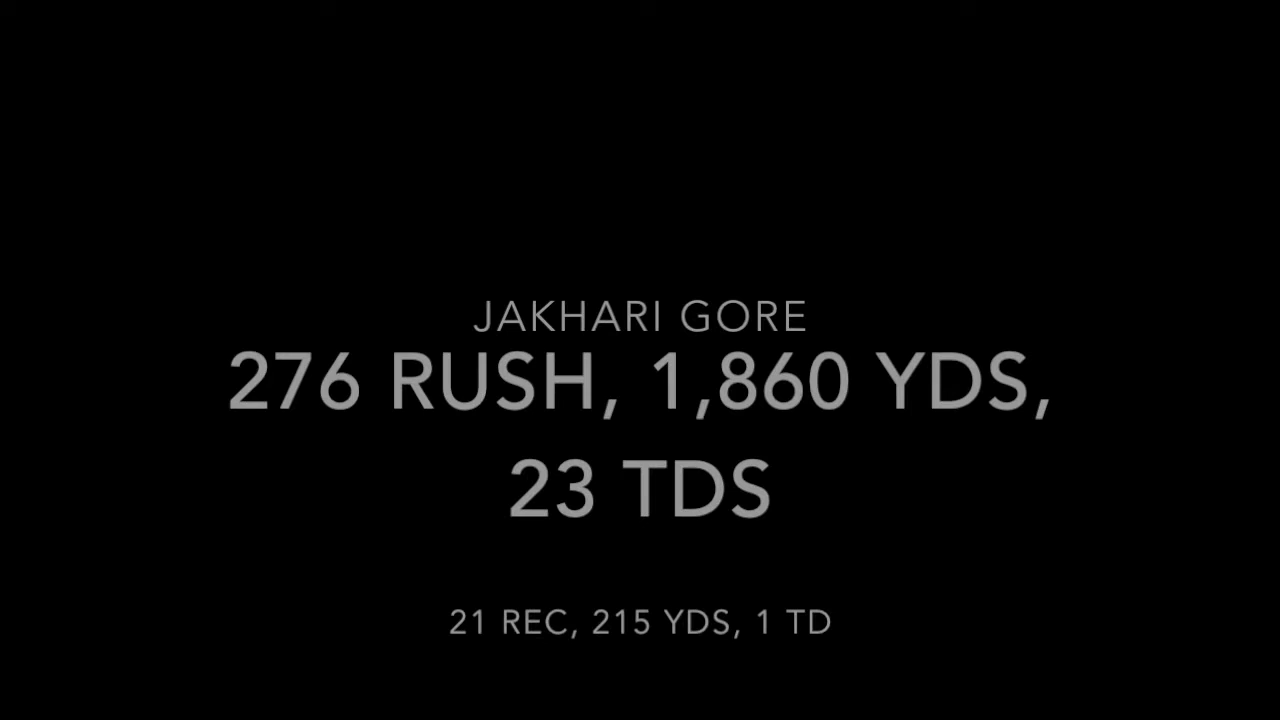 JAKHARI GORE
276 RUSH, 1,860 YDS,
23 TDS
21 REC, 215 YDS, 1 TD